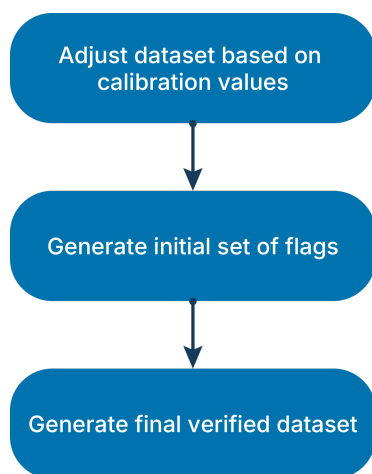 Adjust dataset based on
calibration values
Generate initial set of flags
Generate final verified dataset